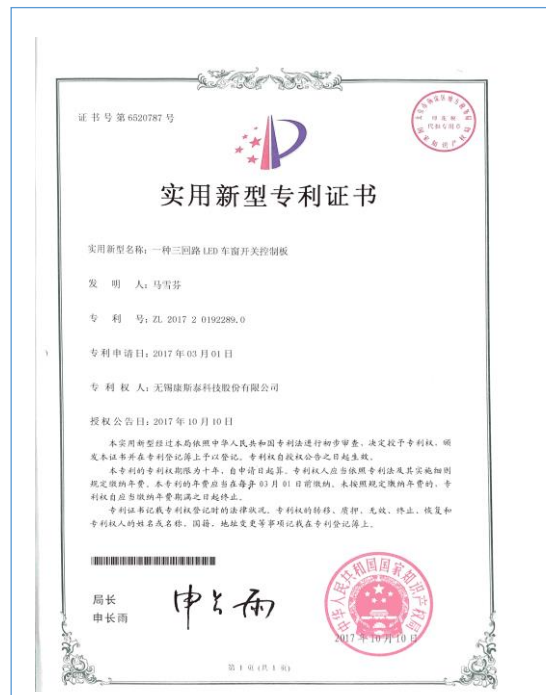 证书号第6520787号
实用新型专利证书
实用新型名称：一种三回路LED车窗开关控制板
发明人：马雪芬
专利号：ZL 2017 2 0192289.0
专利申请日：2017年03月01日
专利权人：无锡康斯泰科技股份有限公司
授权公告日：2017年10月10日
本实用新型经过本局依照中华人民共和国专利法进行初步审查，决定授予专利权，颁
发本证书并在专利登记簿上予以登记。专利权自授权公告之日起生效。
本专利的专利权期限为十年，自申请日起算。专利权人应当依照专利法及其实施细则
规定缴纳年费。本专利的年费应当在每年03月01日前缴纳。未按照规定缴纳年费的，专
利权自应当缴纳年费期满之日起终止。
专利证书记载专利权登记时的法律状况。专利权的转移、质押、无效、终止、恢复和
专利权人的姓名或名称、国籍、地址变更等事项记载在专利登记簿上。
局长
申长雨
申长雨
中华人民共和国国家知识产权局
2017年10月10日
第1页(共1页)